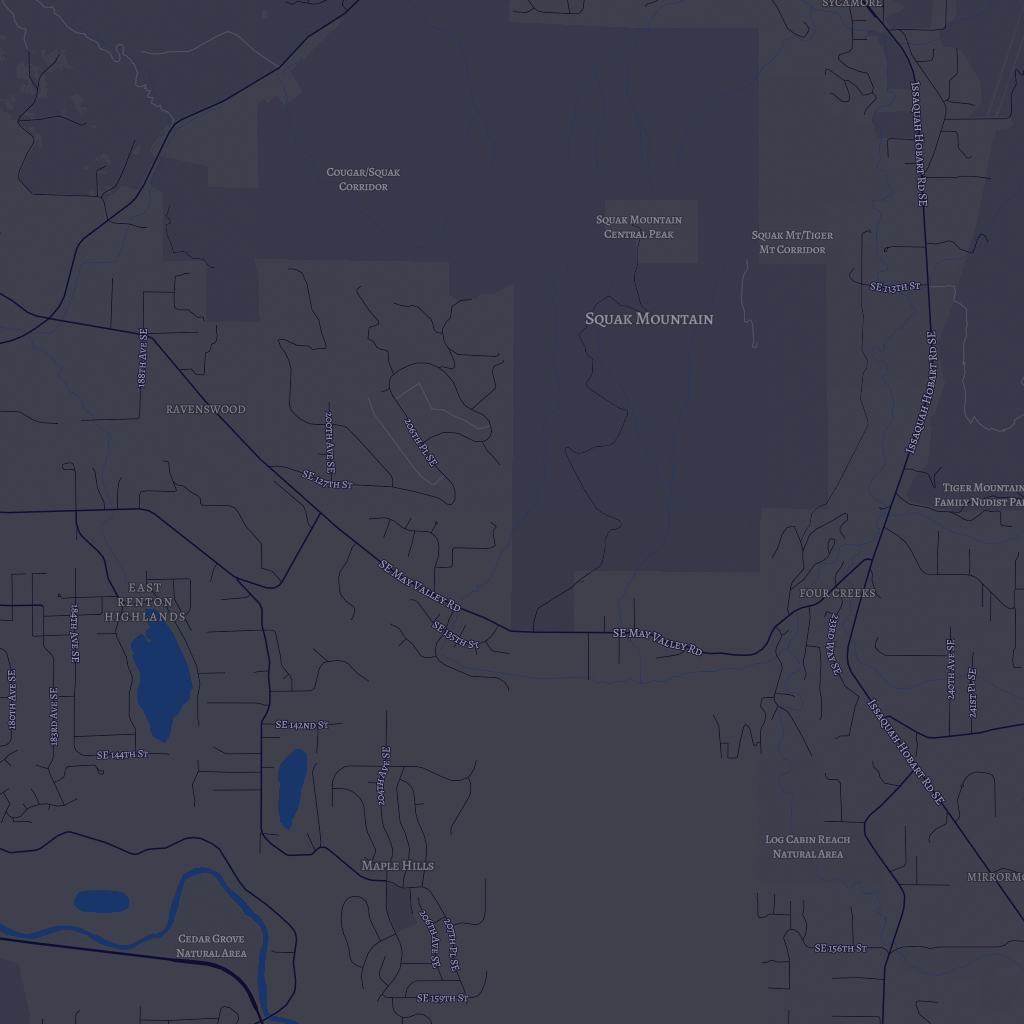 SYCAMORE
ISSAQUAH HOBART RD SE
COUGAR/SQUAK
CORRIDOR
SQUAK MOUNTAIN
CENTRAL PEAK
SQUAK MT/TIGER
MT CORRIDOR
SE 113TH ST
SQUAK MOUNTAIN
188TH AVE SE
ISSAQUAH HOBART RD SE
RAVENSWOOD
200TH AVE SE
206TH PL SE
SE 127TH ST
TIGER MOUNTAIN
FAMILY NUDIST PA
SE MAY VALLEY RD
EAST
RENTON
HIGHLANDS
FOUR CREEKS
184TH AVE SE
SE 135TH ST
SE MAY VALLEY RD
233RD WAY SE
240TH AVE SE
241ST PL SE
180TH AVE SE
183RD AVE SE
SE 142ND ST
ISSAQUAH HOBART RD SE
SE 144TH ST
204TH AVE SE
LOG CABIN REACH
NATURAL AREA
MAPLE HILLS
MIRRORMO
206TH AVE SE
207TH PL SE
CEDAR GROVE
NATURAL AREA
SE 156TH ST
SE 159TH ST